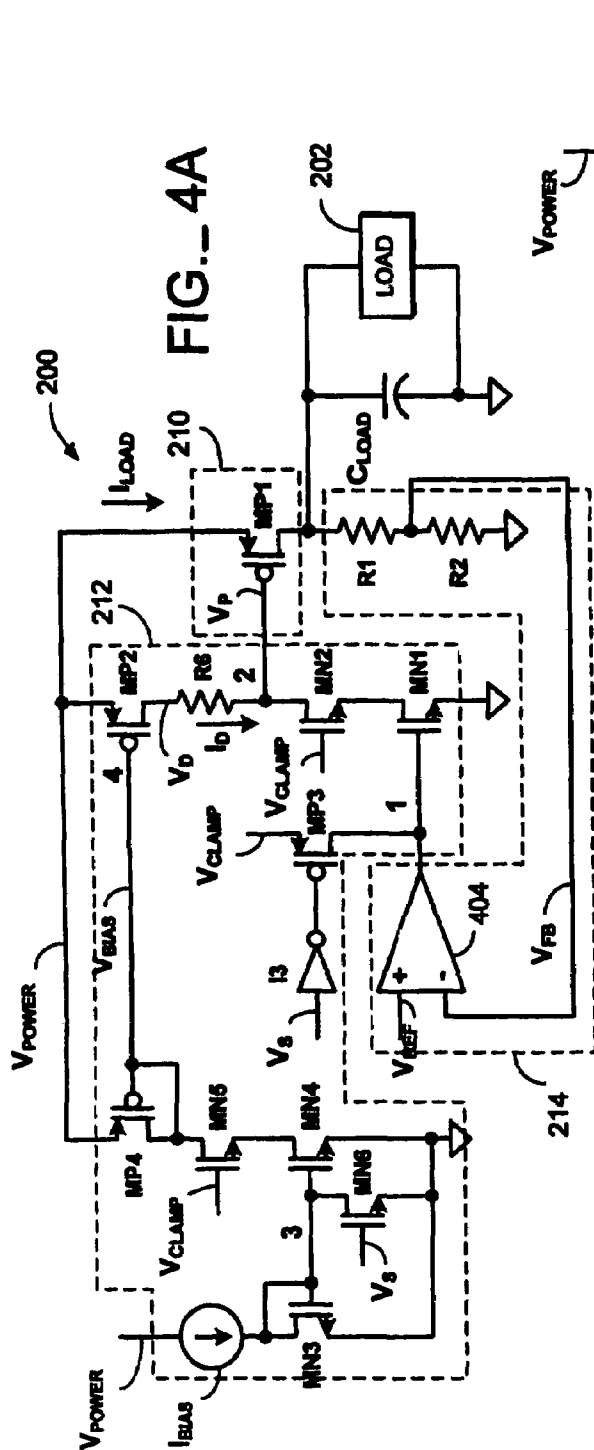 FIG._4A
200
VPOWER
ILOAD
212
210
202
VPOWER
VPOWER
IBIAS
MP4
VBIAS
4
MP2
VD
R6
ID
2
VP
MP1
CLOAD
LOAD
VCLAMP
MN5
VCLAMP
MP3
VCLAMP
MN2
R1
R2
3
MN4
VS
I3
1
MN1
MN3
VS
MN6
VREF
+
-
404
VFB
214